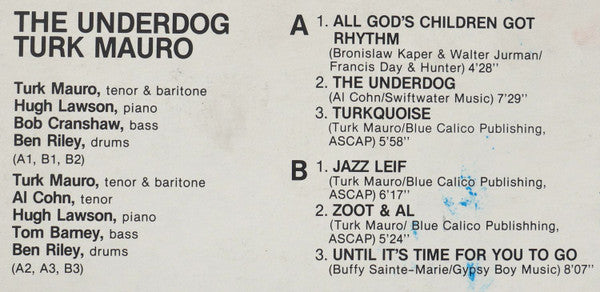 THE UNDERDOG
TURK MAURO
Turk Mauro, tenor & baritone
Hugh Lawson, piano
Bob Cranshaw, bass
Ben Riley, drums
(A1, B1, B2)
Turk Mauro, tenor & baritone
Al Cohn, tenor
Hugh Lawson, piano
Tom Barney, bass
Ben Riley, drums
(A2, A3, B3)
A 1. ALL GOD'S CHILDREN GOT
RHYTHM
(Bronislaw Kaper & Walter Jurman/
Francis Day & Hunter) 4'28''
2. THE UNDERDOG
(Al Cohn/Swiftwater Music) 7'29''
3. TURKQUOISE
(Turk Mauro/Blue Calico Publishing,
ASCAP) 5'58''
B 1. JAZZ LEIF
(Turk Mauro/Blue Calico Publishing,
ASCAP) 6'17''
2. ZOOT & AL
(Turk Mauro/ Blue Calico Publishhing,
ASCAP) 5'24''
3. UNTIL IT'S TIME FOR YOU TO GO
(Buffy Sainte-Marie/Gypsy Boy Music) 8'07''